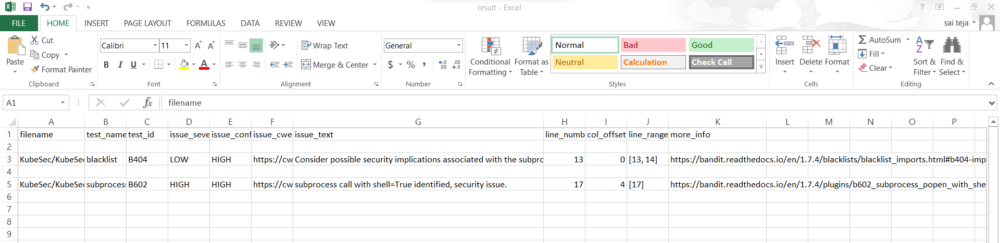 result - Excel
FILE HOME INSERT PAGE LAYOUT FORMULAS DATA REVIEW VIEW sai teja
Paste Cut
Copy
Format Painter
Clipboard
Calibri 11 A A
B I U A
Font
Wrap Text
Merge & Center
Alignment
General
$ % , .00 .0
Number
Conditional Formatting
Format as Table
Normal Bad Good
Neutral Calculation Check Cell
Styles
Insert Delete Format
Cells
AutoSum
Fill
Clear
Sort & Filter
Find & Select
Editing
A1 fx filename
A B C D E F G H I J K L M N O P
1 filename test_name test_id issue_seve issue_conf issue_cwe issue_text line_numb col_offset line_range more_info
2
3 KubeSec/KubeSec blacklist B404 LOW HIGH https://cw Consider possible security implications associated with the subpro 13 0 [13, 14] https://bandit.readthedocs.io/en/1.7.4/blacklists/blacklist_imports.html#b404-imp
4
5 KubeSec/KubeSec subprocess B602 HIGH HIGH https://cw subprocess call with shell=True identified, security issue. 17 4 [17] https://bandit.readthedocs.io/en/1.7.4/plugins/b602_subprocess_popen_with_she
6
7
8
9